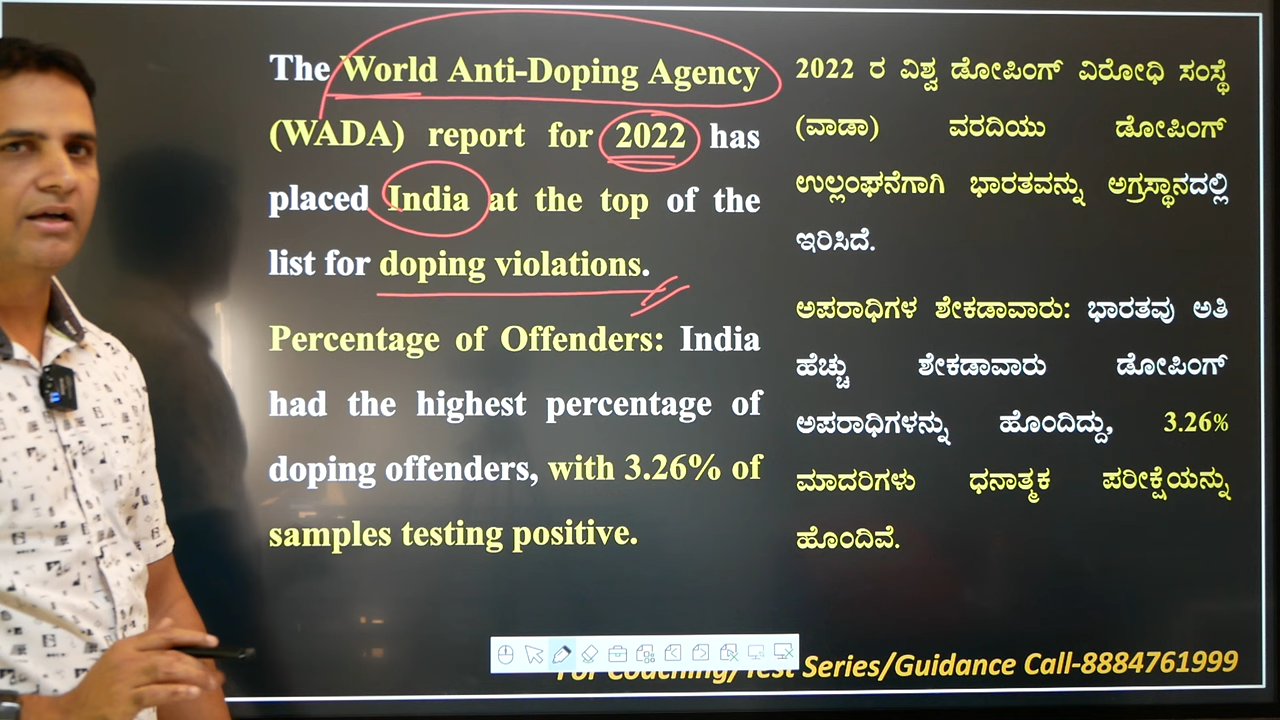 The World Anti-Doping Agency
(WADA) report for 2022 has
placed India at the top of the
list for doping violations.
Percentage of Offenders: India
had the highest percentage of
doping offenders, with 3.26% of
samples testing positive.
2022 ರ ವಿಶ್ವ ಡೋಪಿಂಗ್ ವಿರೋಧಿ ಸಂಸ್ಥೆ
(ವಾಡಾ) ವರದಿಯು ಡೋಪಿಂಗ್
ಉಲ್ಲಂಘನೆಗಾಗಿ ಭಾರತವನ್ನು ಅಗ್ರಸ್ಥಾನದಲ್ಲಿ
ಇರಿಸಿದೆ.
ಅಪರಾಧಿಗಳ ಶೇಕಡಾವಾರು: ಭಾರತವು ಅತಿ
ಹೆಚ್ಚು ಶೇಕಡಾವಾರು ಡೋಪಿಂಗ್
ಅಪರಾಧಿಗಳನ್ನು ಹೊಂದಿದ್ದು, 3.26%
ಮಾದರಿಗಳು ಧನಾತ್ಮಕ ಪರೀಕ್ಷೆಯನ್ನು
ಹೊಂದಿವೆ.
For Coaching/Test Series/Guidance Call-8884761999